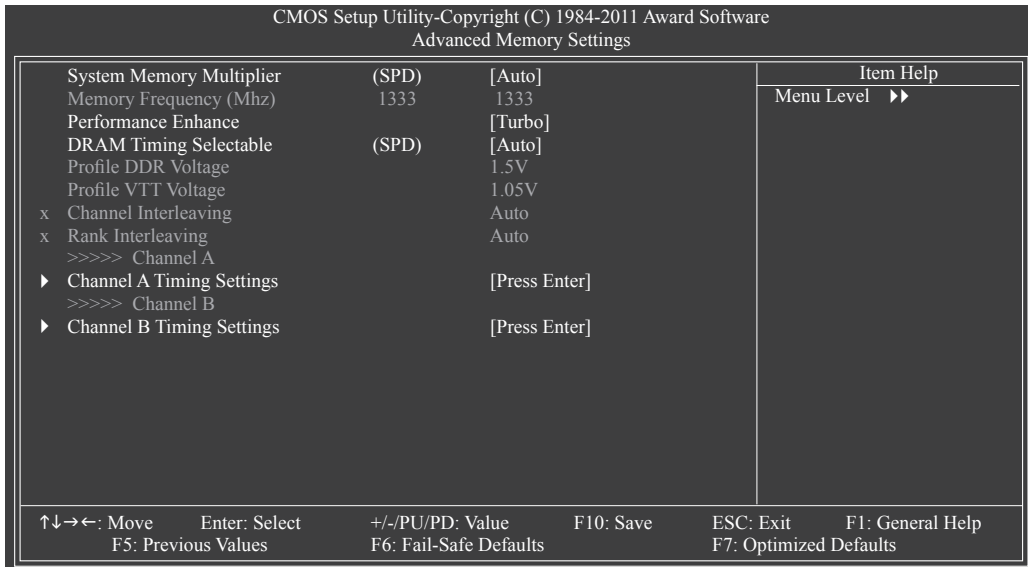 CMOS Setup Utility-Copyright (C) 1984-2011 Award Software
Advanced Memory Settings
System Memory Multiplier (SPD) [Auto]
Memory Frequency (Mhz) 1333 1333
Performance Enhance [Turbo]
DRAM Timing Selectable (SPD) [Auto]
Profile DDR Voltage 1.5V
Profile VTT Voltage 1.05V
x Channel Interleaving Auto
x Rank Interleaving Auto
>>>>> Channel A
Channel A Timing Settings [Press Enter]
>>>>> Channel B
Channel B Timing Settings [Press Enter]
Item Help
Menu Level
↑↓→←: Move Enter: Select +/-/PU/PD: Value F10: Save ESC: Exit F1: General Help
F5: Previous Values F6: Fail-Safe Defaults F7: Optimized Defaults